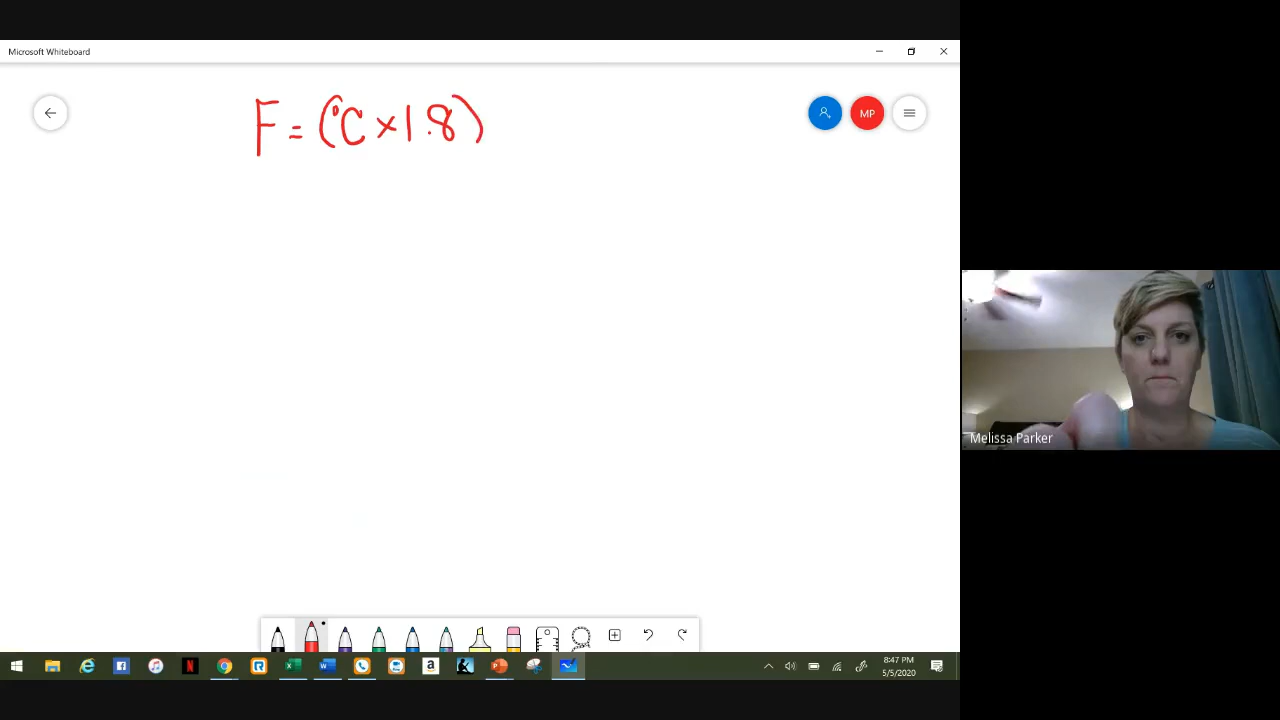 Microsoft Whiteboard
F = (°C × 1.8)
MP
Melissa Parker
8:47 PM
5/5/2020